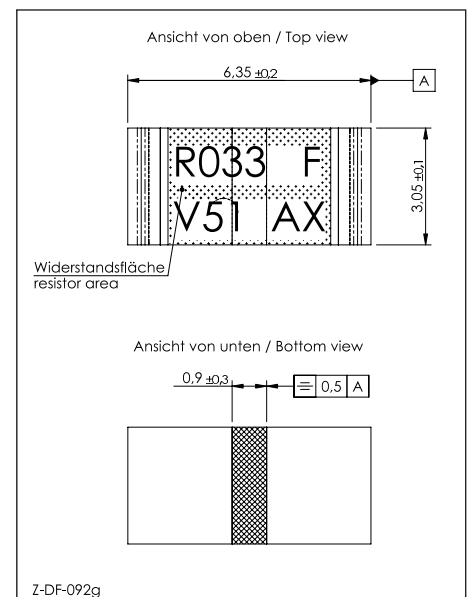 Ansicht von oben / Top view
6,35 ±0,2
A
R033 F
V51 AX
3,05 ±0,1
Widerstandsfläche
resistor area
Ansicht von unten / Bottom view
0,9 ±0,3
0,5 A
Z-DF-092g